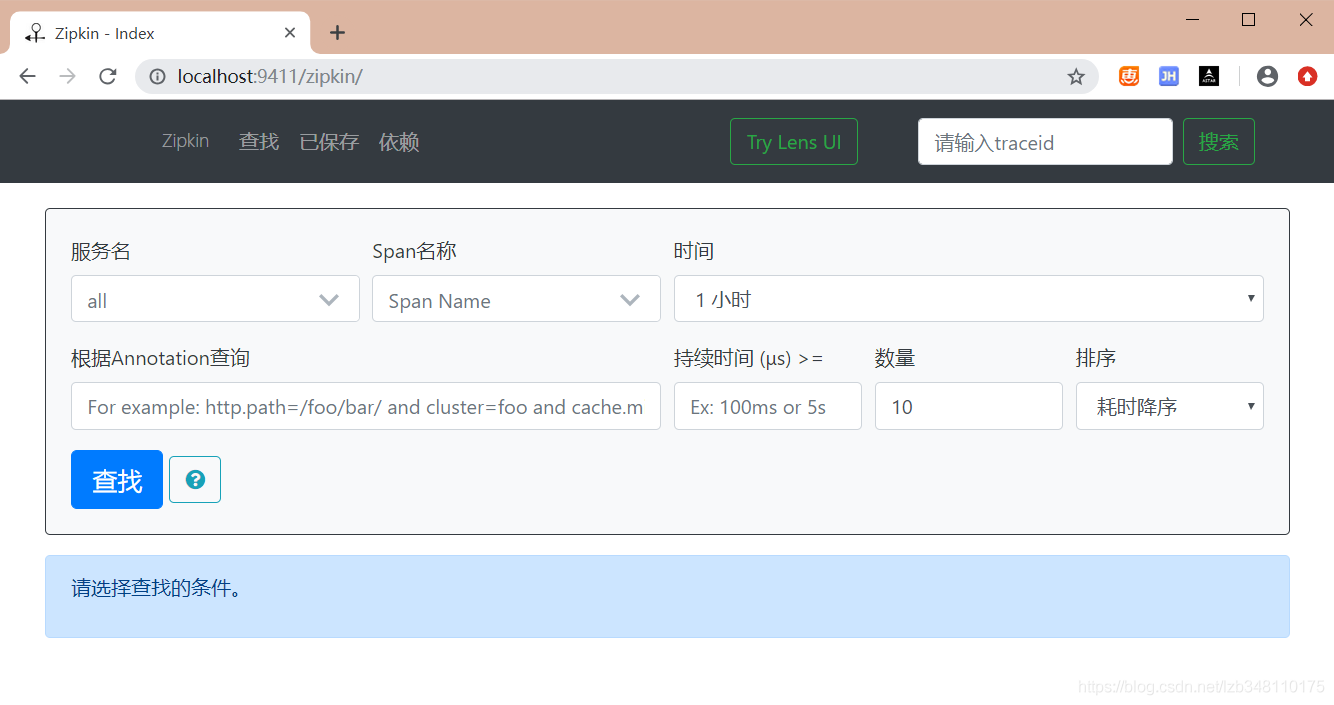 Zipkin - Index
localhost:9411/zipkin/
JH
Zipkin 查找 已保存 依赖 Try Lens UI 请输入traceid 搜索
服务名 Span名称 时间
all Span Name 1 小时
根据Annotation查询 持续时间 (μs) >= 数量 排序
For example: http.path=/foo/bar/ and cluster=foo and cache.m Ex: 100ms or 5s 10 耗时降序
查找 ?
请选择查找的条件。
https://blog.csdn.net/lzb348110175